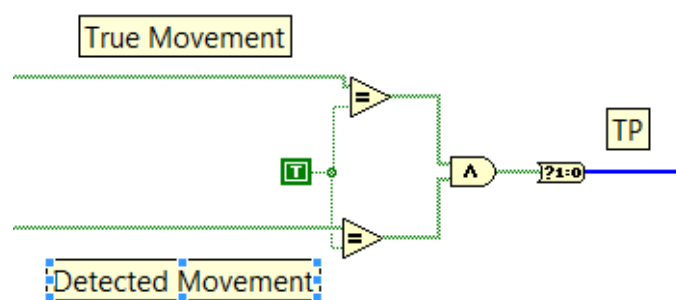 True Movement
=
TP
T
∧
?1:0
=
Detected Movement